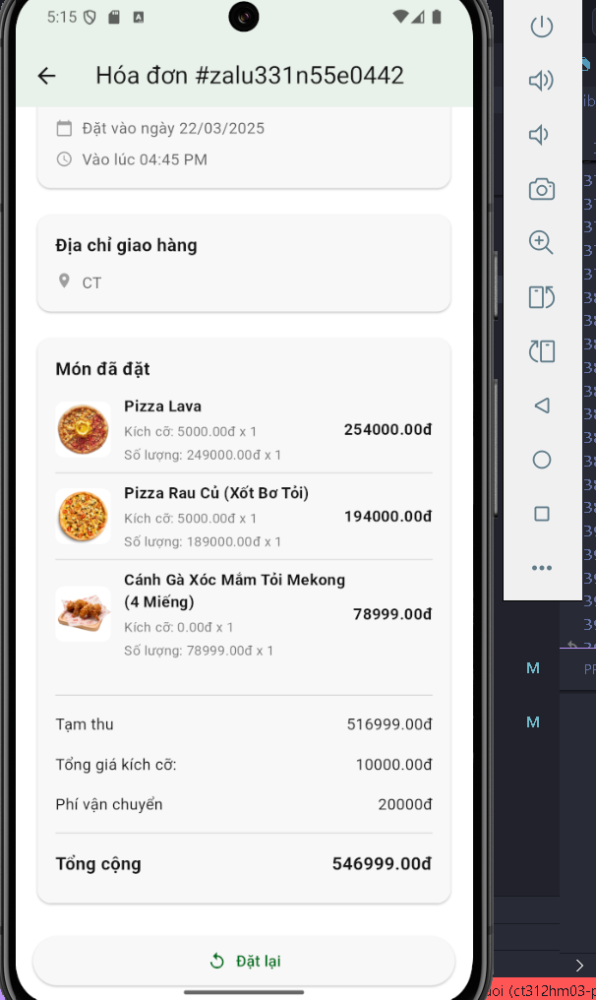 5:15
Hóa đơn #zalu331n55e0442
Đặt vào ngày 22/03/2025
Vào lúc 04:45 PM
Địa chỉ giao hàng
CT
Món đã đặt
Pizza Lava
Kích cỡ: 5000.00đ x 1
254000.00đ
Số lượng: 249000.00đ x 1
Pizza Rau Củ (Xốt Bơ Tỏi)
Kích cỡ: 5000.00đ x 1
194000.00đ
Số lượng: 189000.00đ x 1
Cánh Gà Xóc Mắm Tỏi Mekong
(4 Miếng)
78999.00đ
Kích cỡ: 0.00đ x 1
Số lượng: 78999.00đ x 1
M
Tạm thu 516999.00đ
M
Tổng giá kích cỡ: 10000.00đ
Phí vận chuyển 20000đ
Tổng cộng 546999.00đ
Đặt lại
(ct312hm03-p